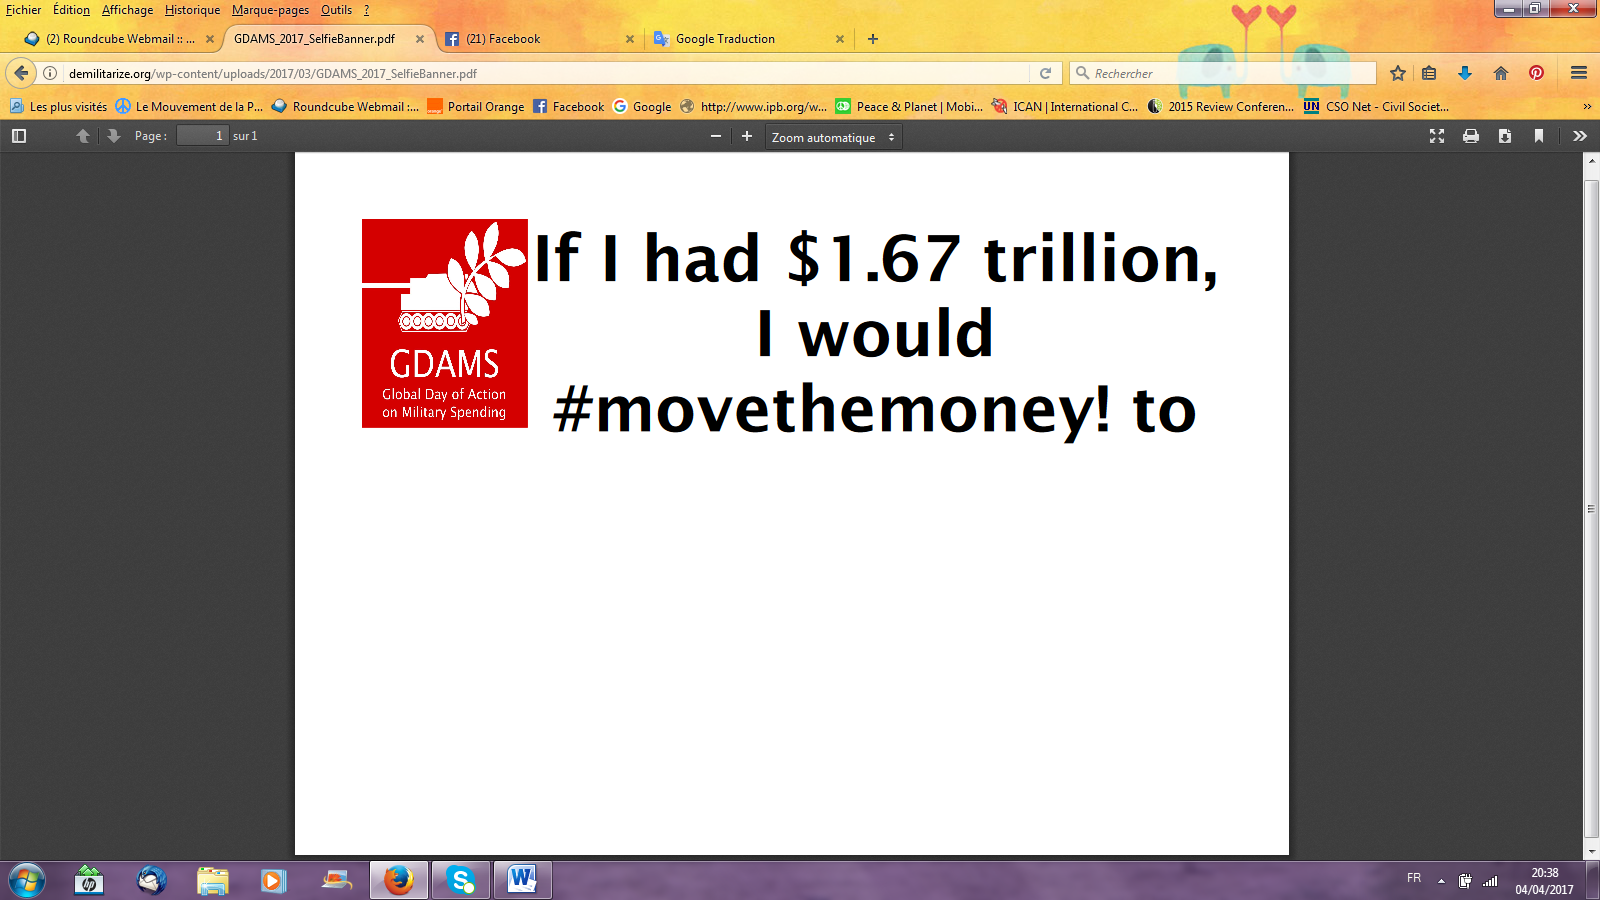 Fichier Édition Affichage Historique Marque-pages Outils ?
(2) Roundcube Webmail :: ... GDAMS_2017_SelfieBanner.pdf (21) Facebook Google Traduction
demilitarize.org/wp-content/uploads/2017/03/GDAMS_2017_SelfieBanner.pdf Rechercher
Les plus visités Le Mouvement de la P... Roundcube Webmail :... Portail Orange Facebook Google http://www.ipb.org/w... Peace & Planet | Mobi... ICAN | International C... 2015 Review Conferen... UN CSO Net - Civil Societ...
Page : 1 sur 1 Zoom automatique
If I had $1.67 trillion,
I would
#movethemoney! to
GDAMS
Global Day of Action
on Military Spending
hp
FR 20:38
04/04/2017